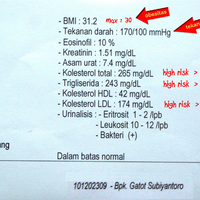 - BMI : 31.2 max : 30 obesitas
- Tekanan darah : 170/100 mmHg
- Eosinofil : 10 %
- Kreatinin : 1.51 mg/dL
- Asam urat : 7.4 mg/dL
- Kolesterol total : 265 mg/dL high risk >
- Trigliserida : 243 mg/dL high risk >
- Kolesterol HDL : 42 mg/dL
- Kolesterol LDL : 174 mg/dL high risk >
- Urinalisis : - Eritrosit 1 - 2 /lpb
- Leukosit 10 - 12 /lpb
- Bakteri (+)
Dalam batas normal
101202309 - Bpk. Gatot Subiyantoro